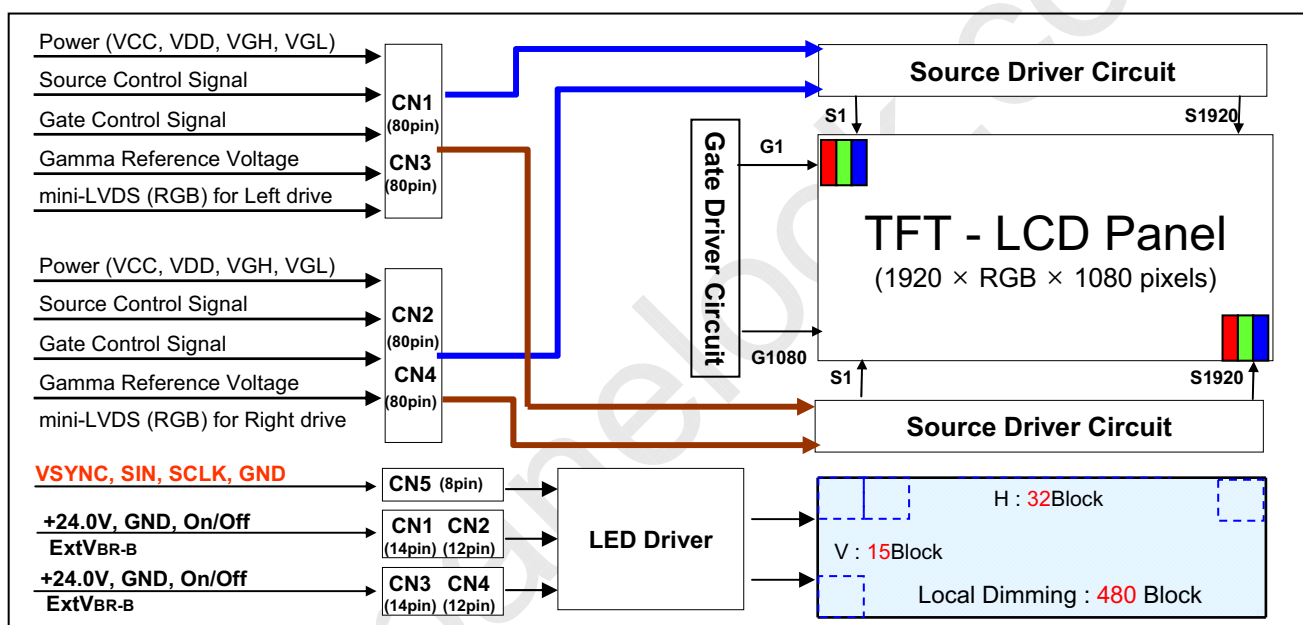 Power (VCC, VDD, VGH, VGL)
Source Control Signal
Gate Control Signal
Gamma Reference Voltage
mini-LVDS (RGB) for Left drive
CN1
(80pin)
CN3
(80pin)
Power (VCC, VDD, VGH, VGL)
Source Control Signal
Gate Control Signal
Gamma Reference Voltage
mini-LVDS (RGB) for Right drive
CN2
(80pin)
CN4
(80pin)
Source Driver Circuit
S1
S1920
Gate Driver Circuit
G1
G1080
TFT - LCD Panel
(1920 × RGB × 1080 pixels)
S1
S1920
Source Driver Circuit
VSYNC, SIN, SCLK, GND
CN5 (8pin)
+24.0V, GND, On/Off
ExtVBR-B
CN1 CN2
(14pin) (12pin)
+24.0V, GND, On/Off
ExtVBR-B
CN3 CN4
(14pin) (12pin)
LED Driver
H : 32Block
V : 15Block
Local Dimming : 480 Block